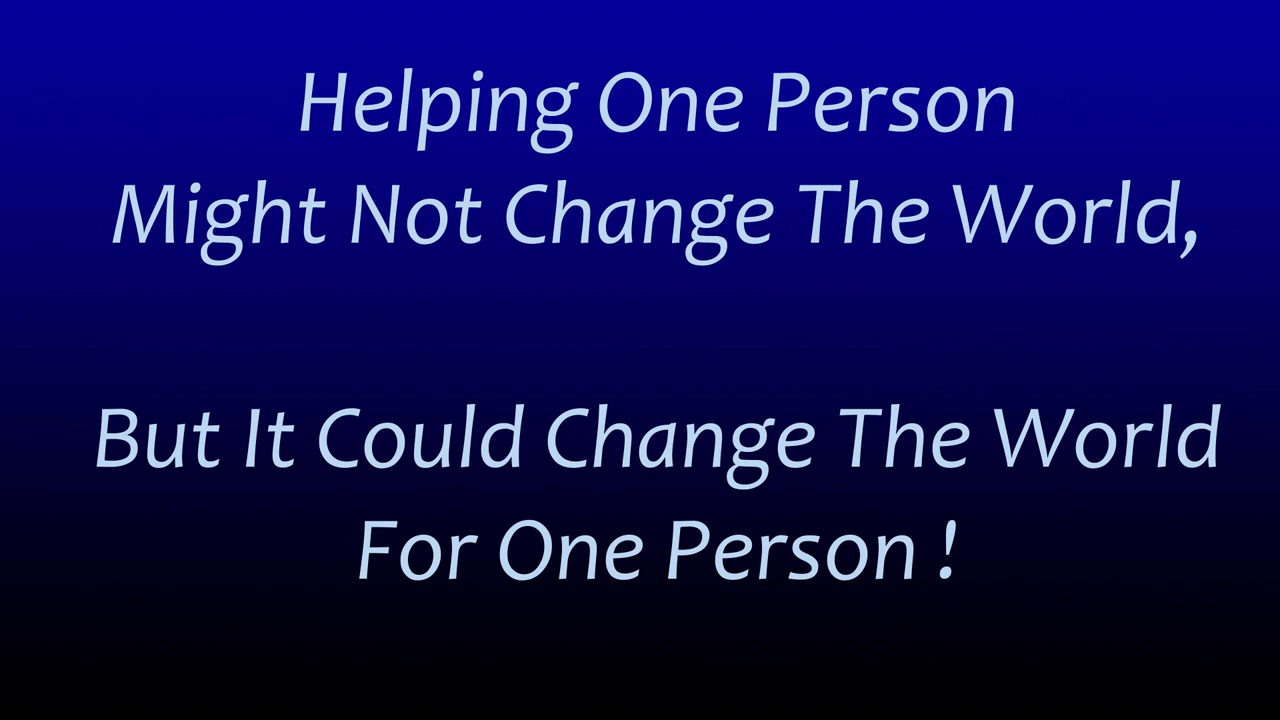 Helping One Person
Might Not Change The World,
But It Could Change The World
For One Person !